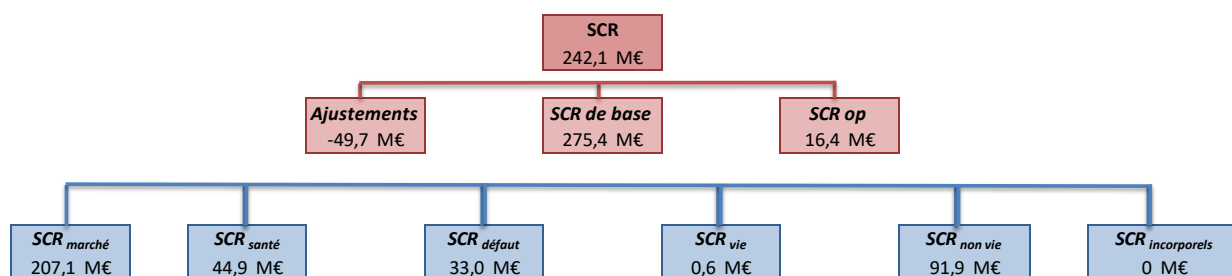 SCR
242,1 M€
Ajustements
-49,7 M€
SCR de base
275,4 M€
SCR op
16,4 M€
SCR marché
207,1 M€
SCR santé
44,9 M€
SCR défaut
33,0 M€
SCR vie
0,6 M€
SCR non vie
91,9 M€
SCR incorporels
0 M€